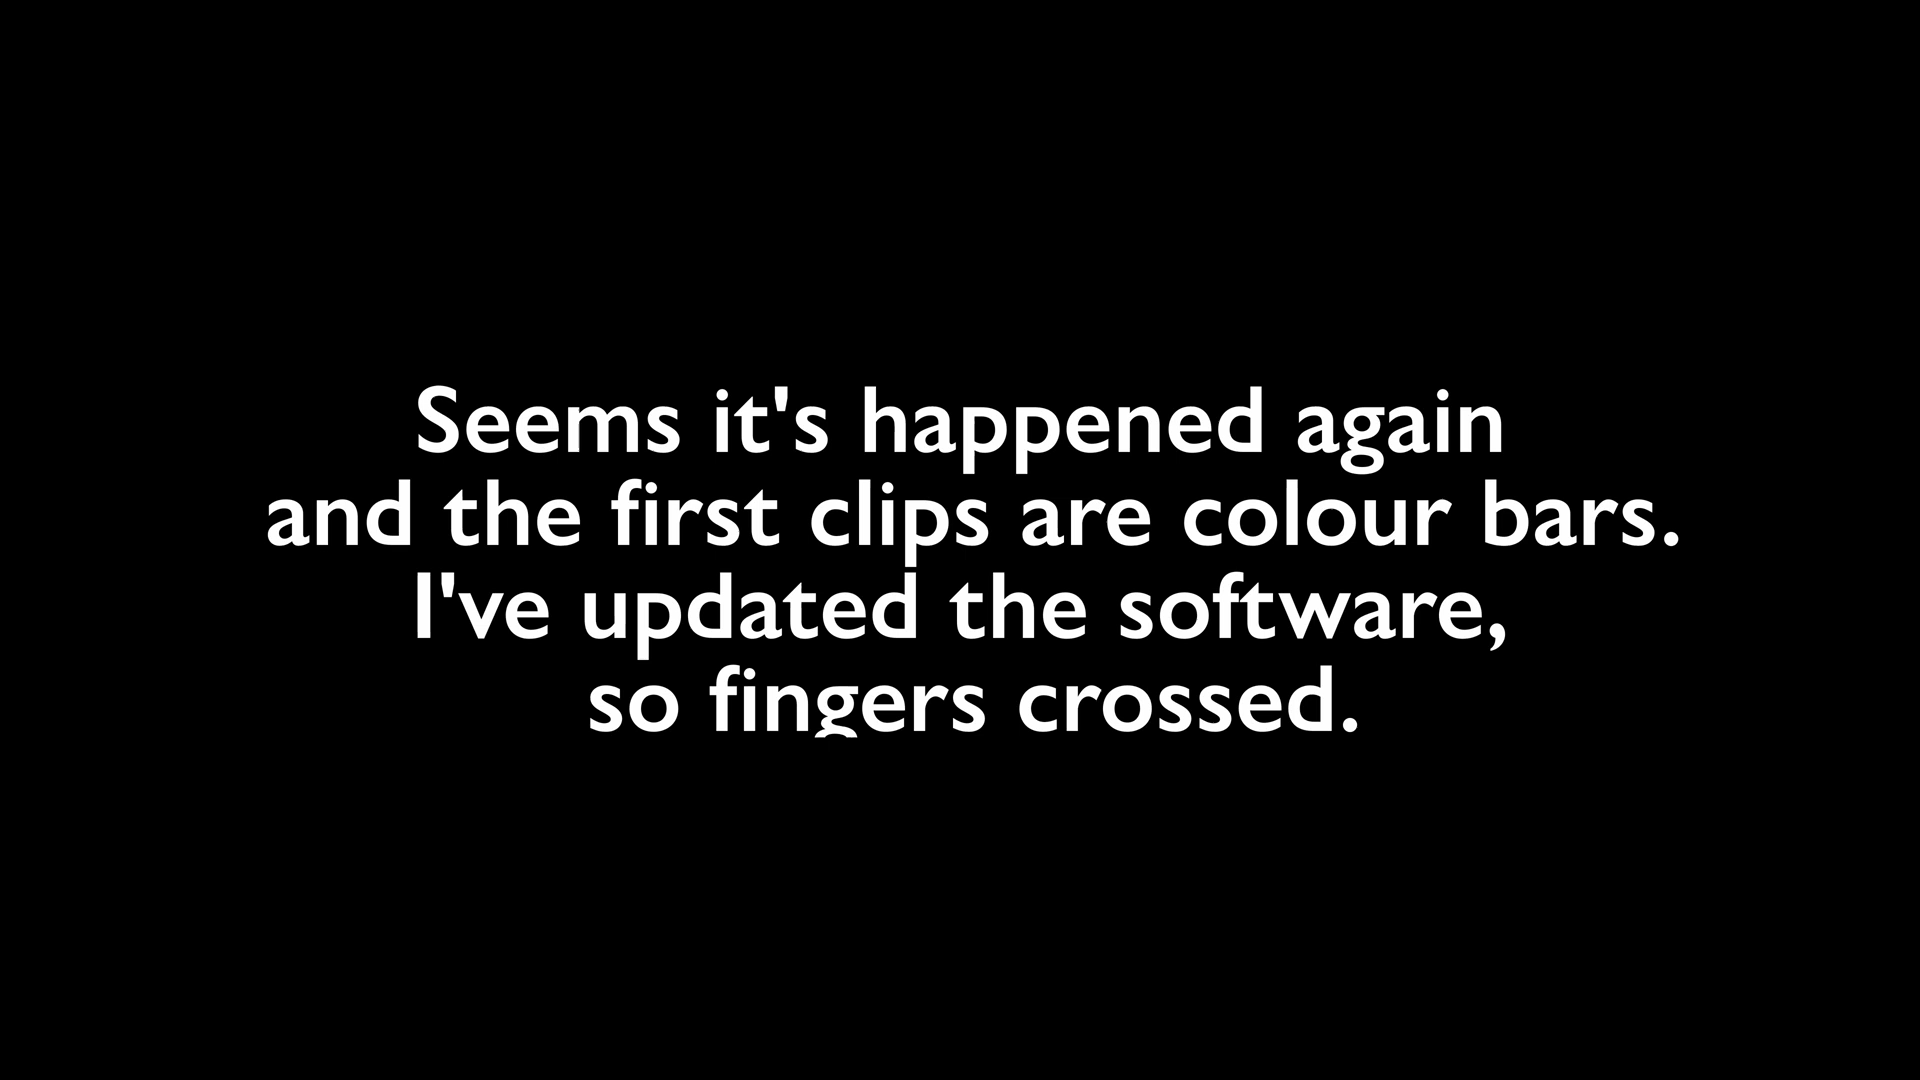 Seems it's happened again
and the first clips are colour bars.
I've updated the software,
so fingers crossed.